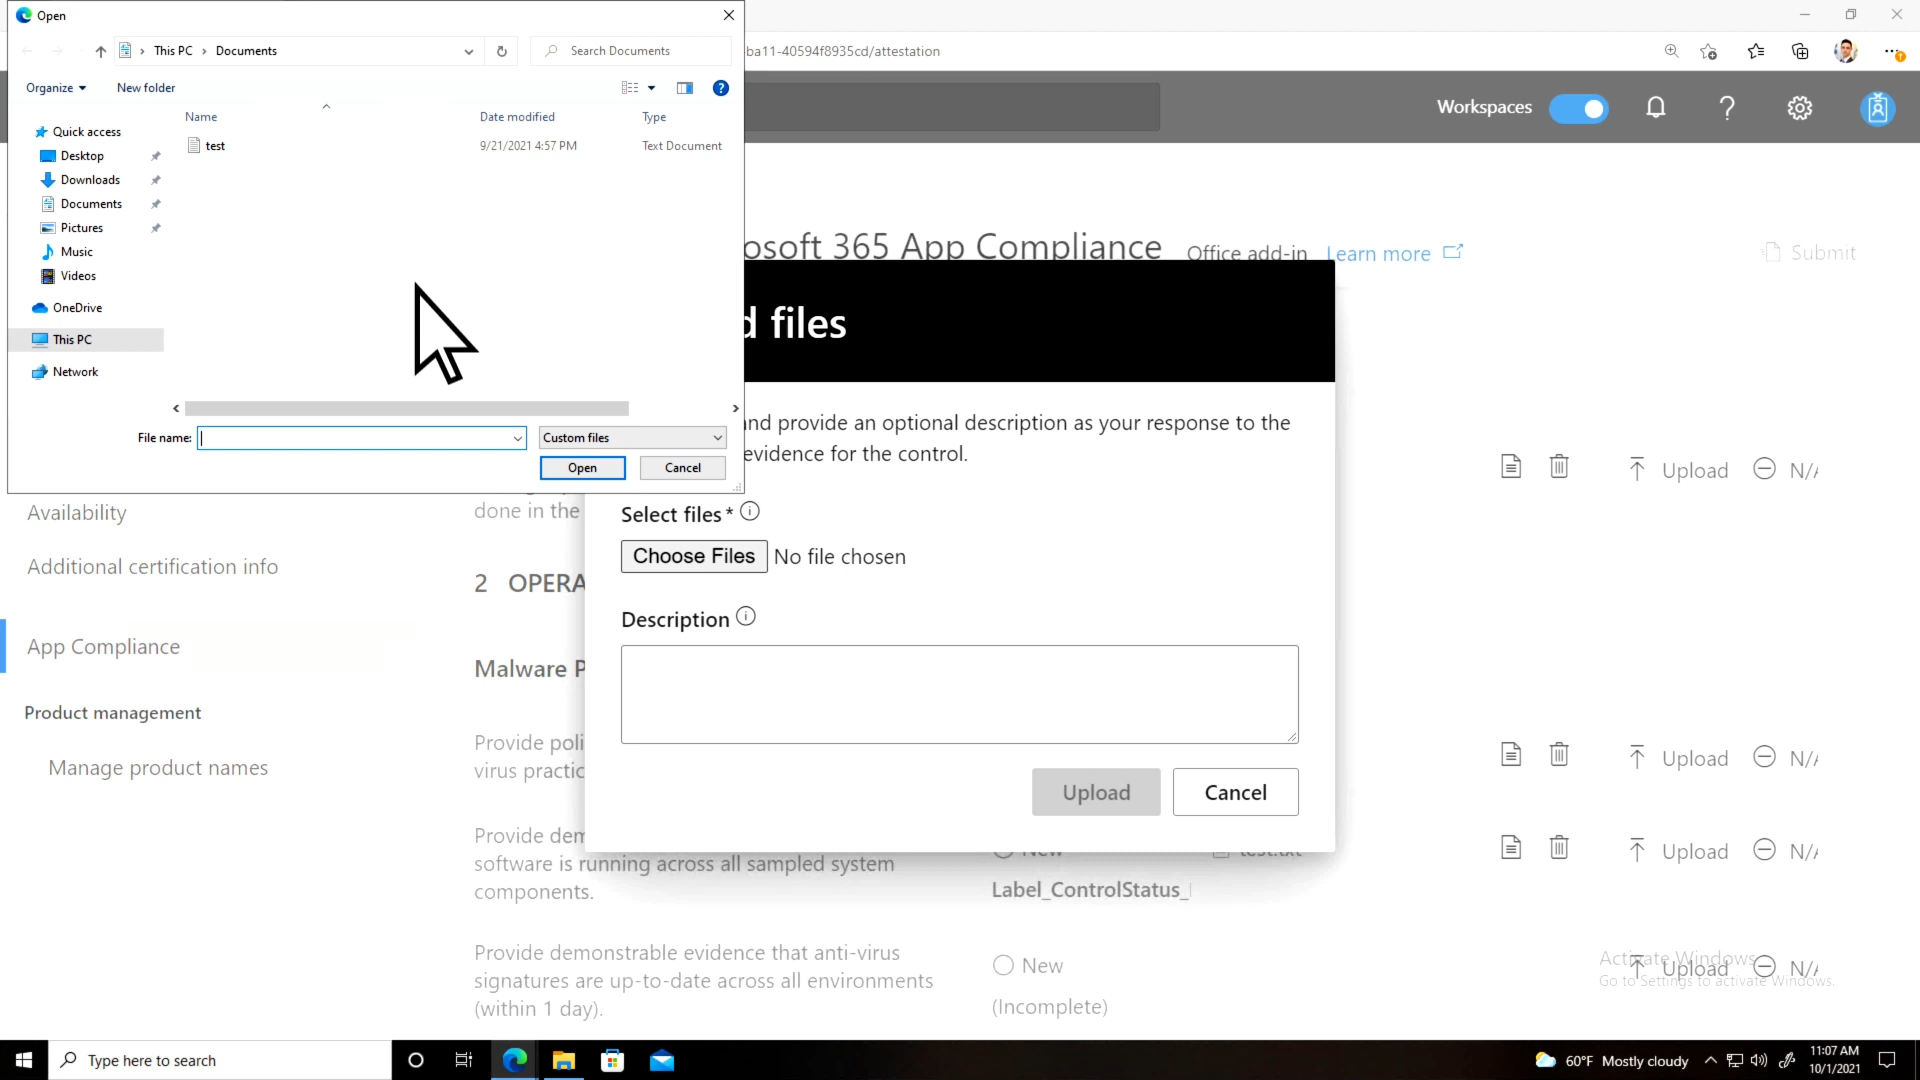 Open
This PC > Documents
Search Documents
ba11-40594f8935cd/attestation
Organize
New folder
Workspaces
Name
Date modified
Type
test
9/21/2021 4:57 PM
Text Document
Quick access
Desktop
Downloads
Documents
Pictures
Music
Videos
OneDrive
This PC
Network
File name:
Custom files
Open
Cancel
osoft 365 App Compliance
Office add-in
Learn more
Submit
files
and provide an optional description as your response to the
evidence for the control.
Upload
N/
done in the
Select files*
Choose Files
No file chosen
Description
Upload
Cancel
Availability
Additional certification info
App Compliance
Product management
Manage product names
2 OPERA
Malware P
Provide poli
virus practic
Upload
N/
Provide dem
software is running across all sampled system
components.
New
test.txt
Label_ControlStatus_
Upload
N/
Provide demonstrable evidence that anti-virus
signatures are up-to-date across all environments
(within 1 day).
New
(Incomplete)
Upload
N/
Activate Windows
Go to Settings to activate Windows.
Type here to search
60°F Mostly cloudy
11:07 AM
10/1/2021